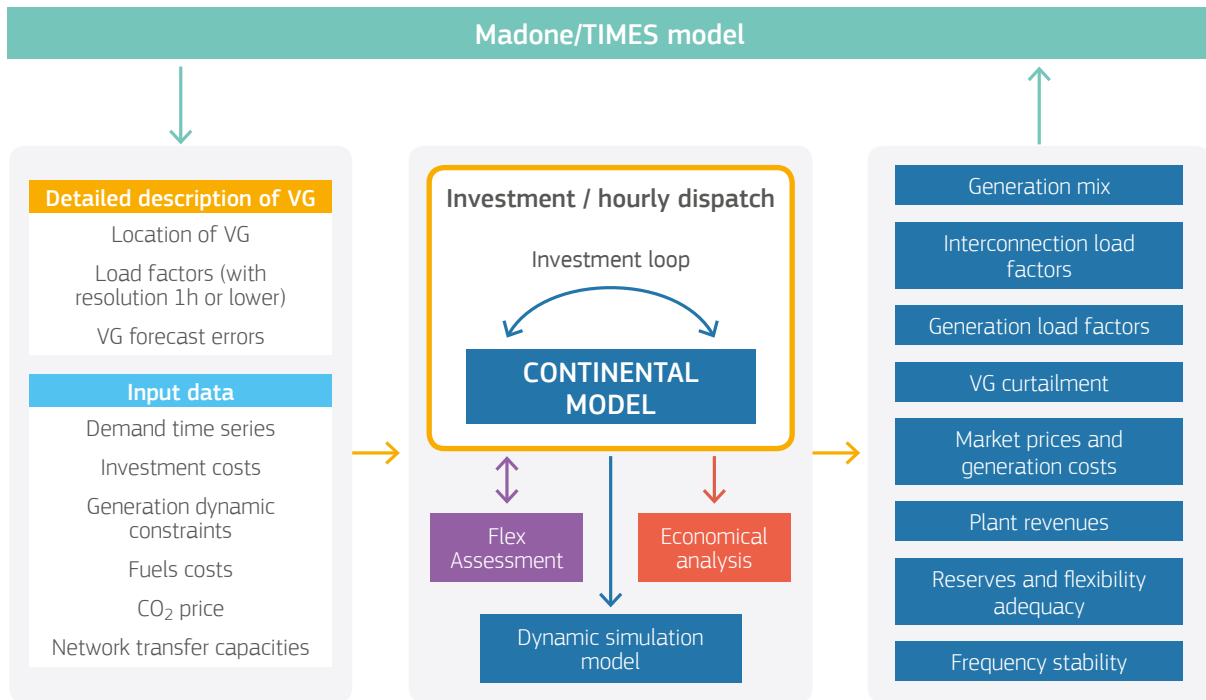 Madone/TIMES model
Detailed description of VG
Location of VG
Load factors (with
resolution 1h or lower)
VG forecast errors
Input data
Demand time series
Investment costs
Generation dynamic
constraints
Fuels costs
CO₂ price
Network transfer capacities
Investment / hourly dispatch
Investment loop
CONTINENTAL
MODEL
Flex
Assessment
Economical
analysis
Dynamic simulation
model
Generation mix
Interconnection load
factors
Generation load factors
VG curtailment
Market prices and
generation costs
Plant revenues
Reserves and flexibility
adequacy
Frequency stability